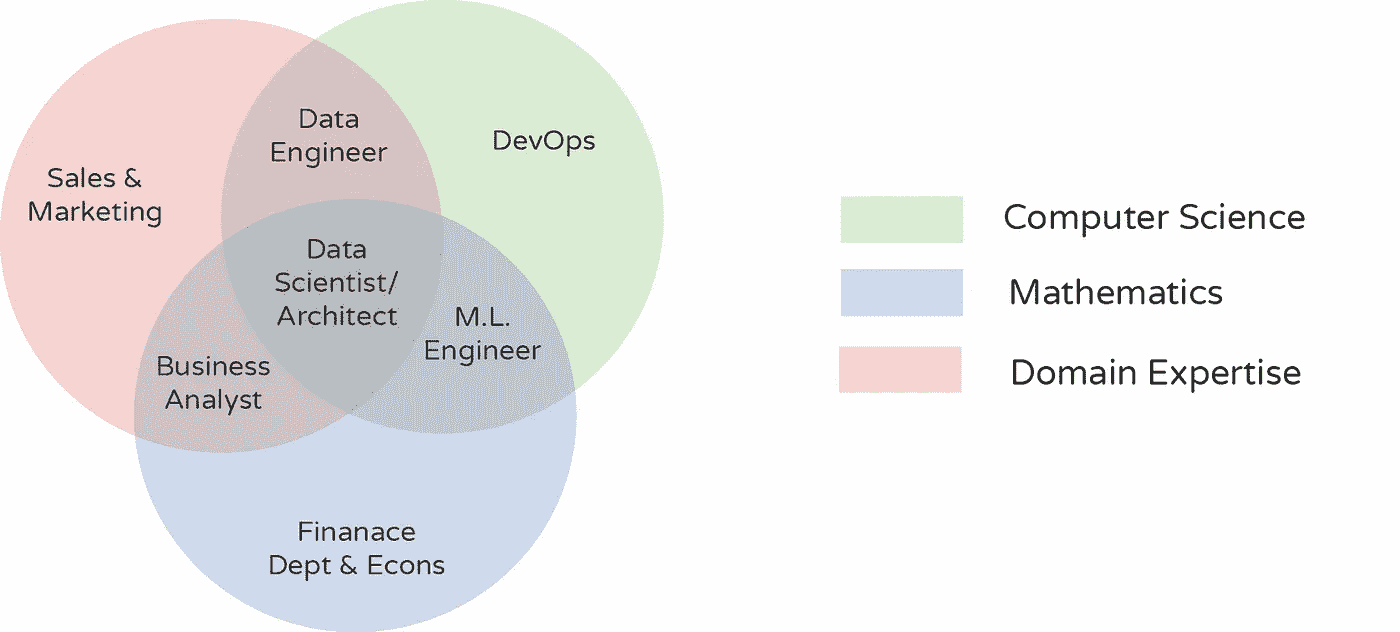 Data
Engineer
DevOps
Sales &
Marketing
Data
Scientist/
Architect
M.L.
Engineer
Business
Analyst
Finanace
Dept & Econs
Computer Science
Mathematics
Domain Expertise